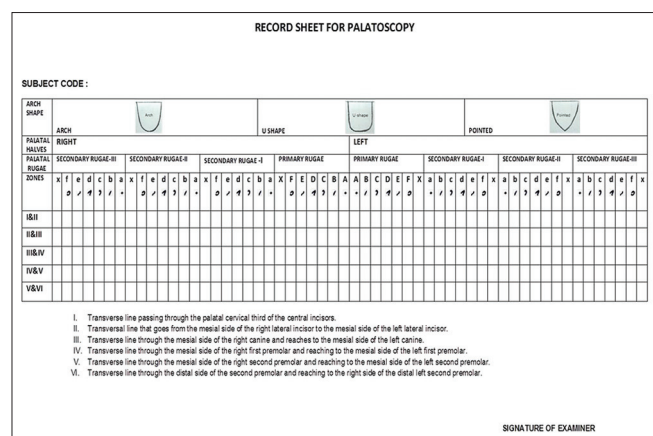 RECORD SHEET FOR PALATOSCOPY
SUBJECT CODE :
ARCH SHAPE ARCH Arch U SHAPE U shape POINTED Pointed
PALATAL HALVES RIGHT LEFT
PALATAL RUGAE SECONDARY RUGAE-III SECONDARY RUGAE-II SECONDARY RUGAE -I PRIMARY RUGAE PRIMARY RUGAE SECONDARY RUGAE-I SECONDARY RUGAE-II SECONDARY RUGAE-III
ZONES x f e d c b a x f e d c b a x f e d c b a X F E D C B A A B C D E F X a b c d e f x a b c d e f x a b c d e f x
I&II
II&III
III&IV
IV&V
V&VI
I. Transverse line passing through the palatal cervical third of the central incisors.
II. Transversal line that goes from the mesial side of the right lateral incisor to the mesial side of the left lateral incisor.
III. Transverse line through the mesial side of the right canine and reaches to the mesial side of the left canine.
IV. Transverse line through the mesial side of the right first premolar and reaching to the mesial side of the left first premolar.
V. Transverse line through the mesial side of the right second premolar and reaching to the mesial side of the left second premolar.
VI. Transverse line through the distal side of the second premolar and reaching to the right side of the distal left second premolar.
SIGNATURE OF EXAMINER